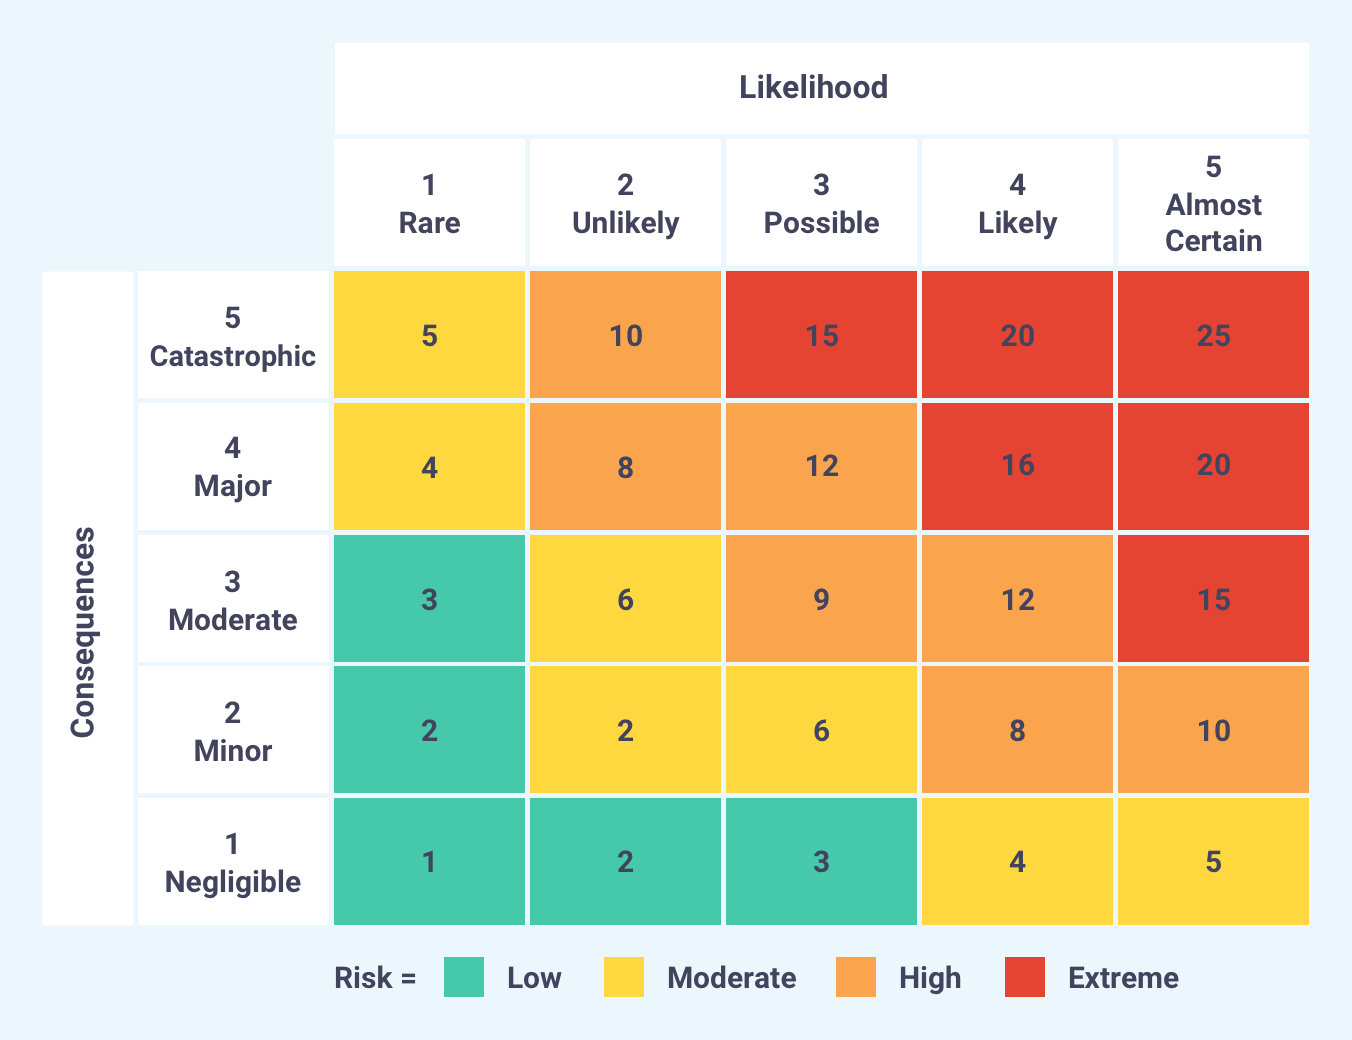 Likelihood
1
Rare
2
Unlikely
3
Possible
4
Likely
5
Almost
Certain
Consequences
5
Catastrophic
5
10
15
20
25
4
Major
4
8
12
16
20
3
Moderate
3
6
9
12
15
2
Minor
2
2
6
8
10
1
Negligible
1
2
3
4
5
Risk = Low Moderate High Extreme